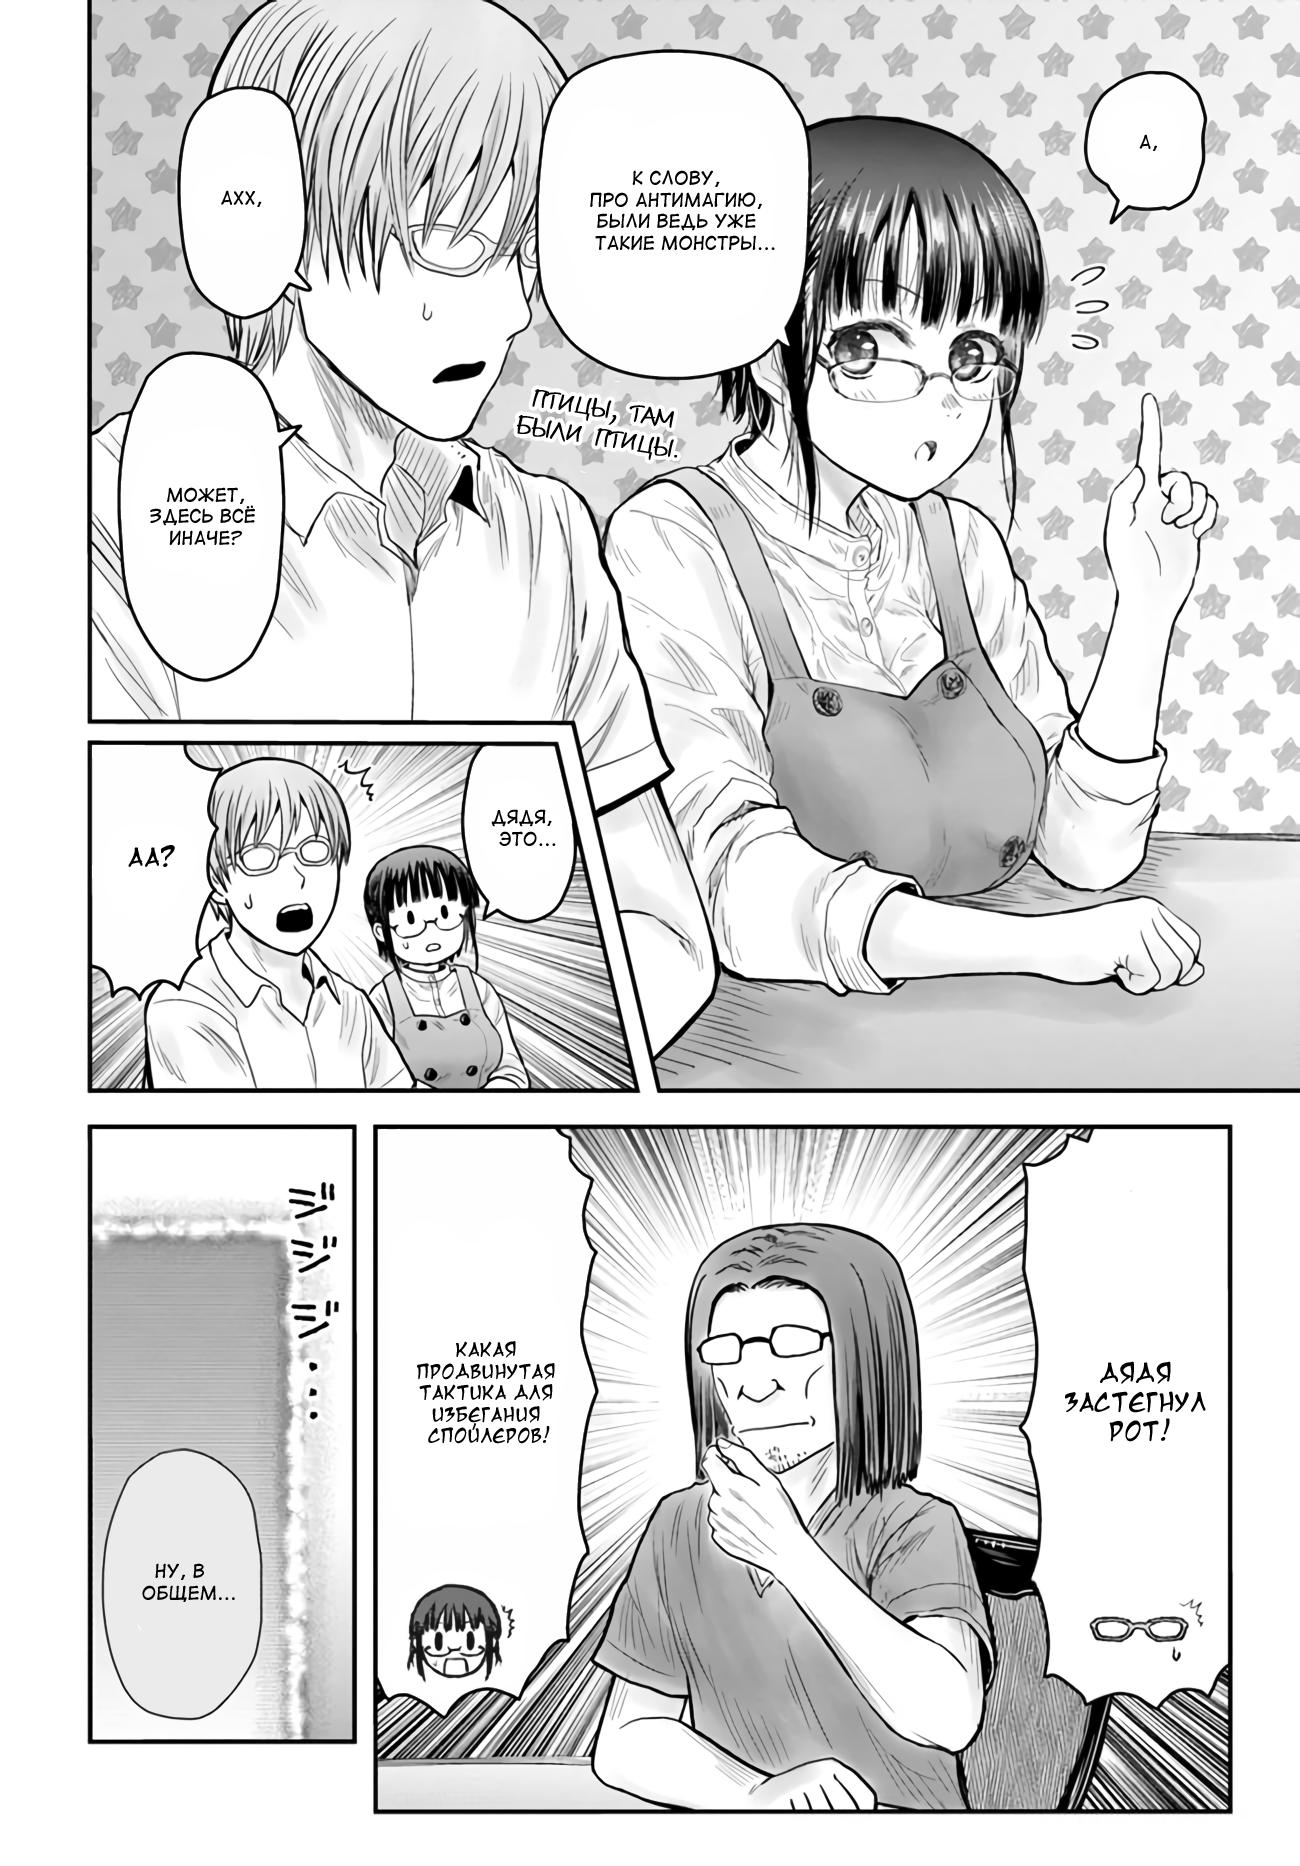 А,
К СЛОВУ,
ПРО АНТИМАГИЮ,
БЫЛИ ВЕДЬ УЖЕ
ТАКИЕ МОНСТРЫ...
ПТИЦЫ, ТАМ
БЫЛИ ПТИЦЫ.
АХХ,
МОЖЕТ,
ЗДЕСЬ ВСЁ
ИНАЧЕ?
ДЯДЯ,
ЭТО...
АА?
ДЯДЯ
ЗАСТЕГНУЛ
РОТ!
КАКАЯ
ПРОДВИНУТАЯ
ТАКТИКА ДЛЯ
ИЗБЕГАНИЯ
СПОЙЛЕРОВ!
ジジジ...
НУ, В
ОБЩЕМ...